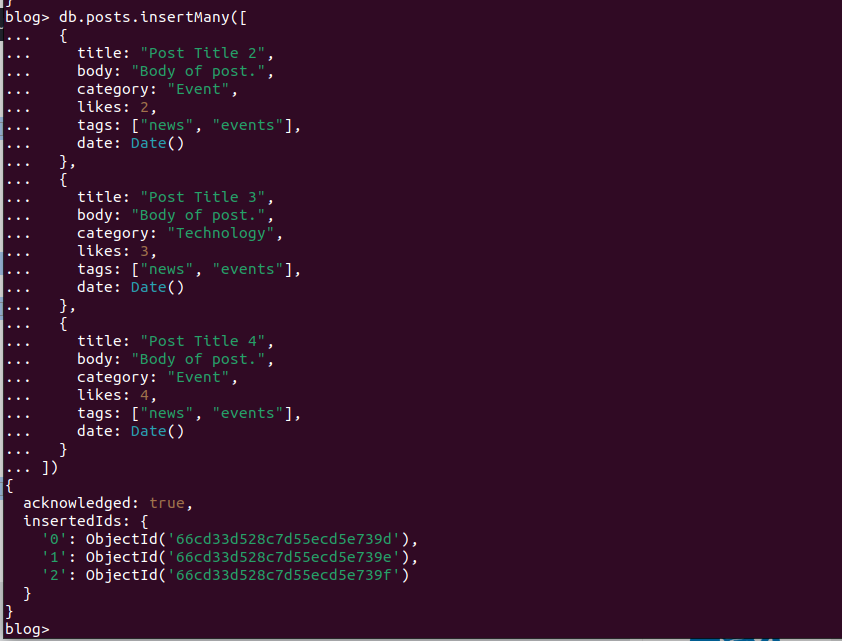 }
blog> db.posts.insertMany([
...   {
...     title: "Post Title 2",
...     body: "Body of post.",
...     category: "Event",
...     likes: 2,
...     tags: ["news", "events"],
...     date: Date()
...   },
...   {
...     title: "Post Title 3",
...     body: "Body of post.",
...     category: "Technology",
...     likes: 3,
...     tags: ["news", "events"],
...     date: Date()
...   },
...   {
...     title: "Post Title 4",
...     body: "Body of post.",
...     category: "Event",
...     likes: 4,
...     tags: ["news", "events"],
...     date: Date()
...   }
... ])
{
  acknowledged: true,
  insertedIds: {
    '0': ObjectId('66cd33d528c7d55ecd5e739d'),
    '1': ObjectId('66cd33d528c7d55ecd5e739e'),
    '2': ObjectId('66cd33d528c7d55ecd5e739f')
  }
}
blog>